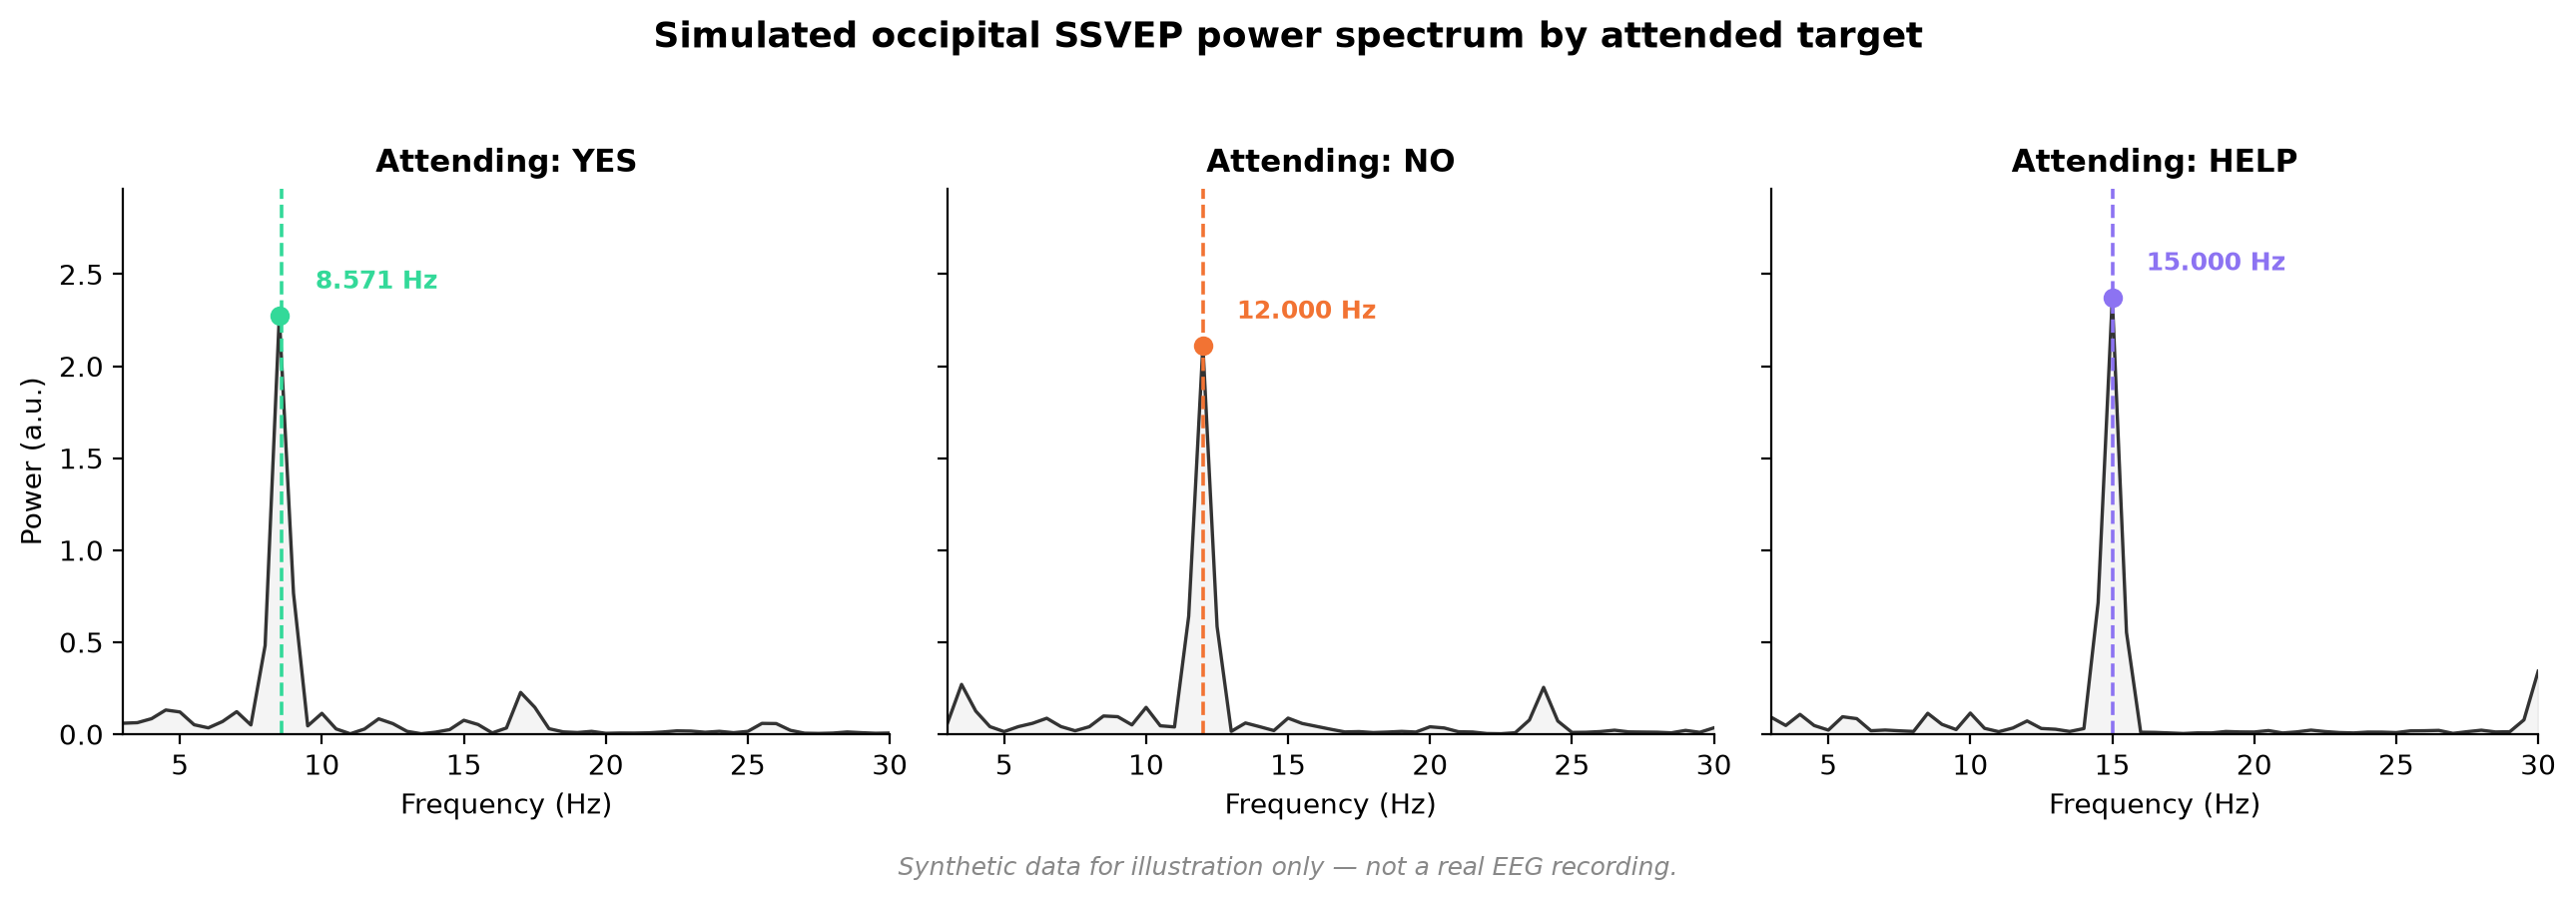 Simulated occipital SSVEP power spectrum by attended target
Attending: YES
Attending: NO
Attending: HELP
8.571 Hz
12.000 Hz
15.000 Hz
Power (a.u.)
2.5
2.0
1.5
1.0
0.5
0.0
5 10 15 20 25 30
5 10 15 20 25 30
5 10 15 20 25 30
Frequency (Hz)
Frequency (Hz)
Frequency (Hz)
Synthetic data for illustration only — not a real EEG recording.